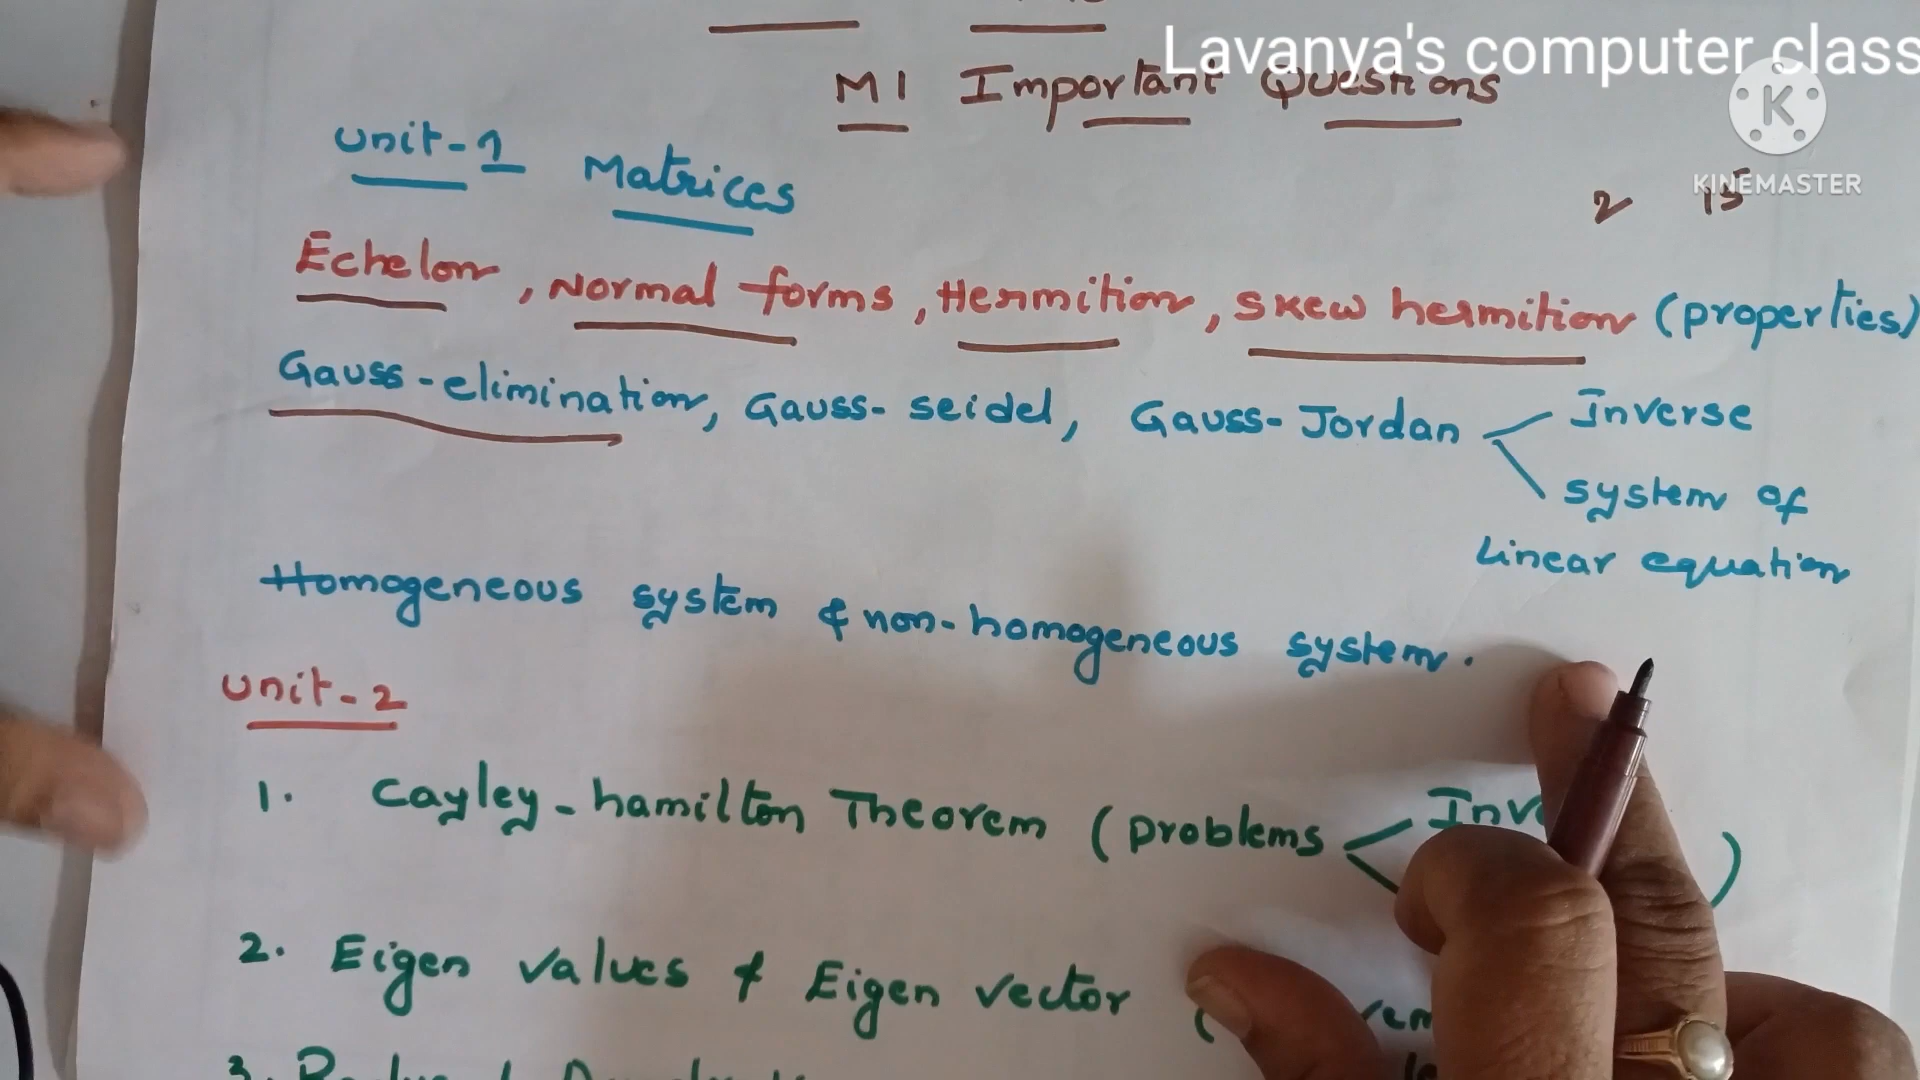 Lavanya's computer class
M1 Important Questions
KINEMASTER
Unit-1 Matrices
2 15
Echelon, Normal forms, Hermition, Skew hermition (properties)
Gauss-elimination, Gauss-seidel, Gauss-Jordan Inverse
system of
Linear equation
Homogeneous system & non-homogeneous system.
Unit-2
1. Cayley-hamilton Theorem (problems Inve )
2. Eigen values & Eigen vector (
3.